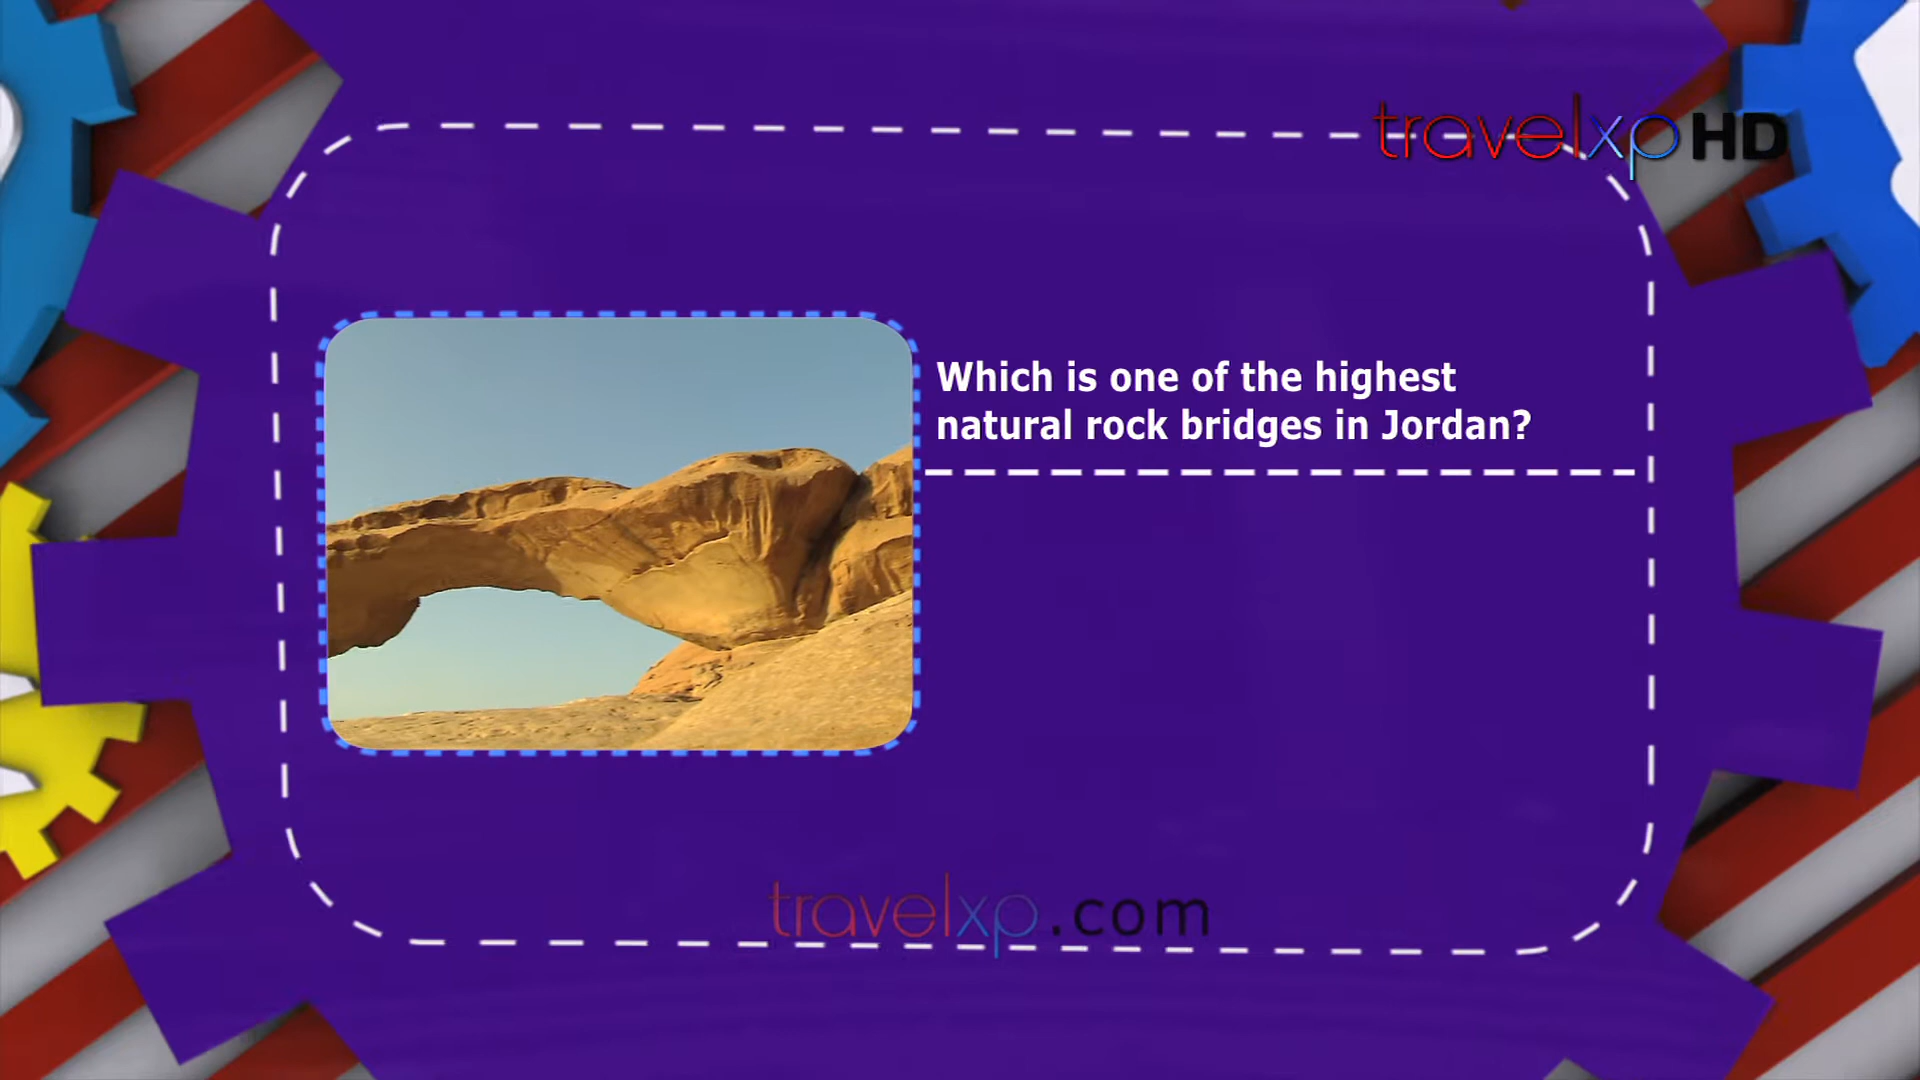 travelxp HD
Which is one of the highest
natural rock bridges in Jordan?
travelxp.com